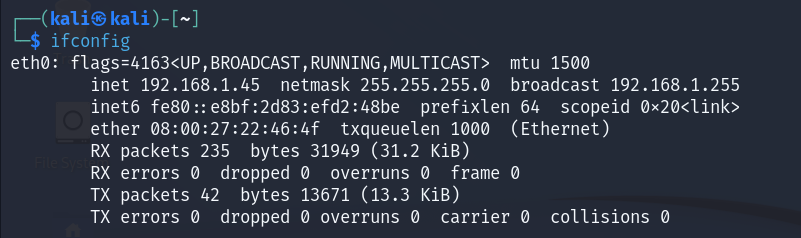 ┌──(kali㉿kali)-[~]
└─$ ifconfig
eth0: flags=4163<UP,BROADCAST,RUNNING,MULTICAST>  mtu 1500
        inet 192.168.1.45  netmask 255.255.255.0  broadcast 192.168.1.255
        inet6 fe80::e8bf:2d83:efd2:48be  prefixlen 64  scopeid 0x20<link>
        ether 08:00:27:22:46:4f  txqueuelen 1000  (Ethernet)
        RX packets 235  bytes 31949 (31.2 KiB)
        RX errors 0  dropped 0  overruns 0  frame 0
        TX packets 42  bytes 13671 (13.3 KiB)
        TX errors 0  dropped 0 overruns 0  carrier 0  collisions 0